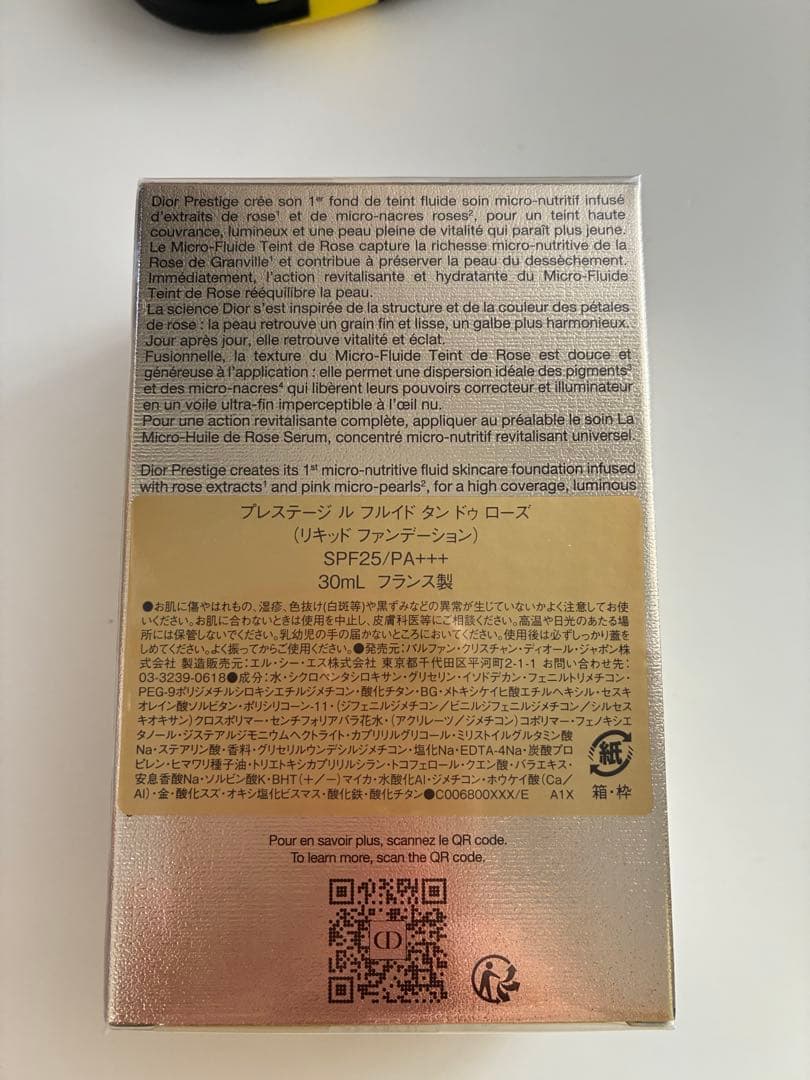 Dior Prestige crée son 1er fond de teint fluide soin micro-nutritif infusé
d'extraits de rose¹ et de micro-nacres roses², pour un teint haute
couvrance, lumineux et une peau pleine de vitalité qui paraît plus jeune.
Le Micro-Fluide Teint de Rose capture la richesse micro-nutritive de la
Rose de Granville¹ et contribue à préserver la peau du dessèchement.
Immédiatement, l'action revitalisante et hydratante du Micro-Fluide
Teint de Rose rééquilibre la peau.
La science Dior s'est inspirée de la structure et de la couleur des pétales
de rose : la peau retrouve un grain fin et lisse, un galbe plus harmonieux.
Jour après jour, elle retrouve vitalité et éclat.
Fusionnelle, la texture du Micro-Fluide Teint de Rose est douce et
généreuse à l'application : elle permet une dispersion idéale des pigments³
et des micro-nacres⁴ qui libèrent leurs pouvoirs correcteur et illuminateur
en un voile ultra-fin imperceptible à l'œil nu.
Pour une action revitalisante complète, appliquer au préalable le soin La
Micro-Huile de Rose Serum, concentré micro-nutritif revitalisant universel.
Dior Prestige creates its 1st micro-nutritive fluid skincare foundation infused
with rose extracts¹ and pink micro-pearls², for a high coverage, luminous
プレステージ ル フルイド タン ドゥ ローズ
(リキッド ファンデーション)
SPF25/PA+++
30mL フランス製
●お肌に傷やはれもの、湿疹、色抜け(白斑等)や黒ずみなどの異常が生じていないかよく注意してお使
いください。お肌に合わないときは使用を中止し、皮膚科医等にご相談ください。高温や日光のあたる場
所には保管しないでください。乳幼児の手の届かないところにおいてください。使用後は必ずしっかり蓋を
しめてください。よく振ってからご使用ください。●発売元:パルファン・クリスチャン・ディオール・ジャポン株
式会社 製造販売元:エル・シー・エス株式会社 東京都千代田区平河町2-1-1 お問い合わせ先:
03-3239-0618●成分:水・シクロペンタシロキサン・グリセリン・イソドデカン・フェニルトリメチコン・
PEG-9ポリジメチルシロキシエチルジメチコン・酸化チタン・BG・メトキシケイヒ酸エチルヘキシル・セスキ
オレイン酸ソルビタン・ポリシリコーン-11・(ジフェニルジメチコン/ビニルジフェニルジメチコン/シルセス
キオキサン)クロスポリマー・センチフォリアバラ花水・(アクリレーツ/ジメチコン)コポリマー・フェノキシエ
タノール・ジステアルジモニウムヘクトライト・カプリリルグリコール・ミリストイルグルタミン酸
Na・ステアリン酸・香料・グリセリルウンデシルジメチコン・塩化Na・EDTA-4Na・炭酸プロ
ピレン・ヒマワリ種子油・トリエトキシカプリリルシラン・トコフェロール・クエン酸・バラエキス・
安息香酸Na・ソルビン酸K・BHT(+/-)マイカ・水酸化Al・ジメチコン・ホウケイ酸(Ca/
Al)・金・酸化スズ・オキシ塩化ビスマス・酸化鉄・酸化チタン●C006800XXX/E A1X
紙
箱・枠
Pour en savoir plus, scannez le QR code.
To learn more, scan the QR code.
CD